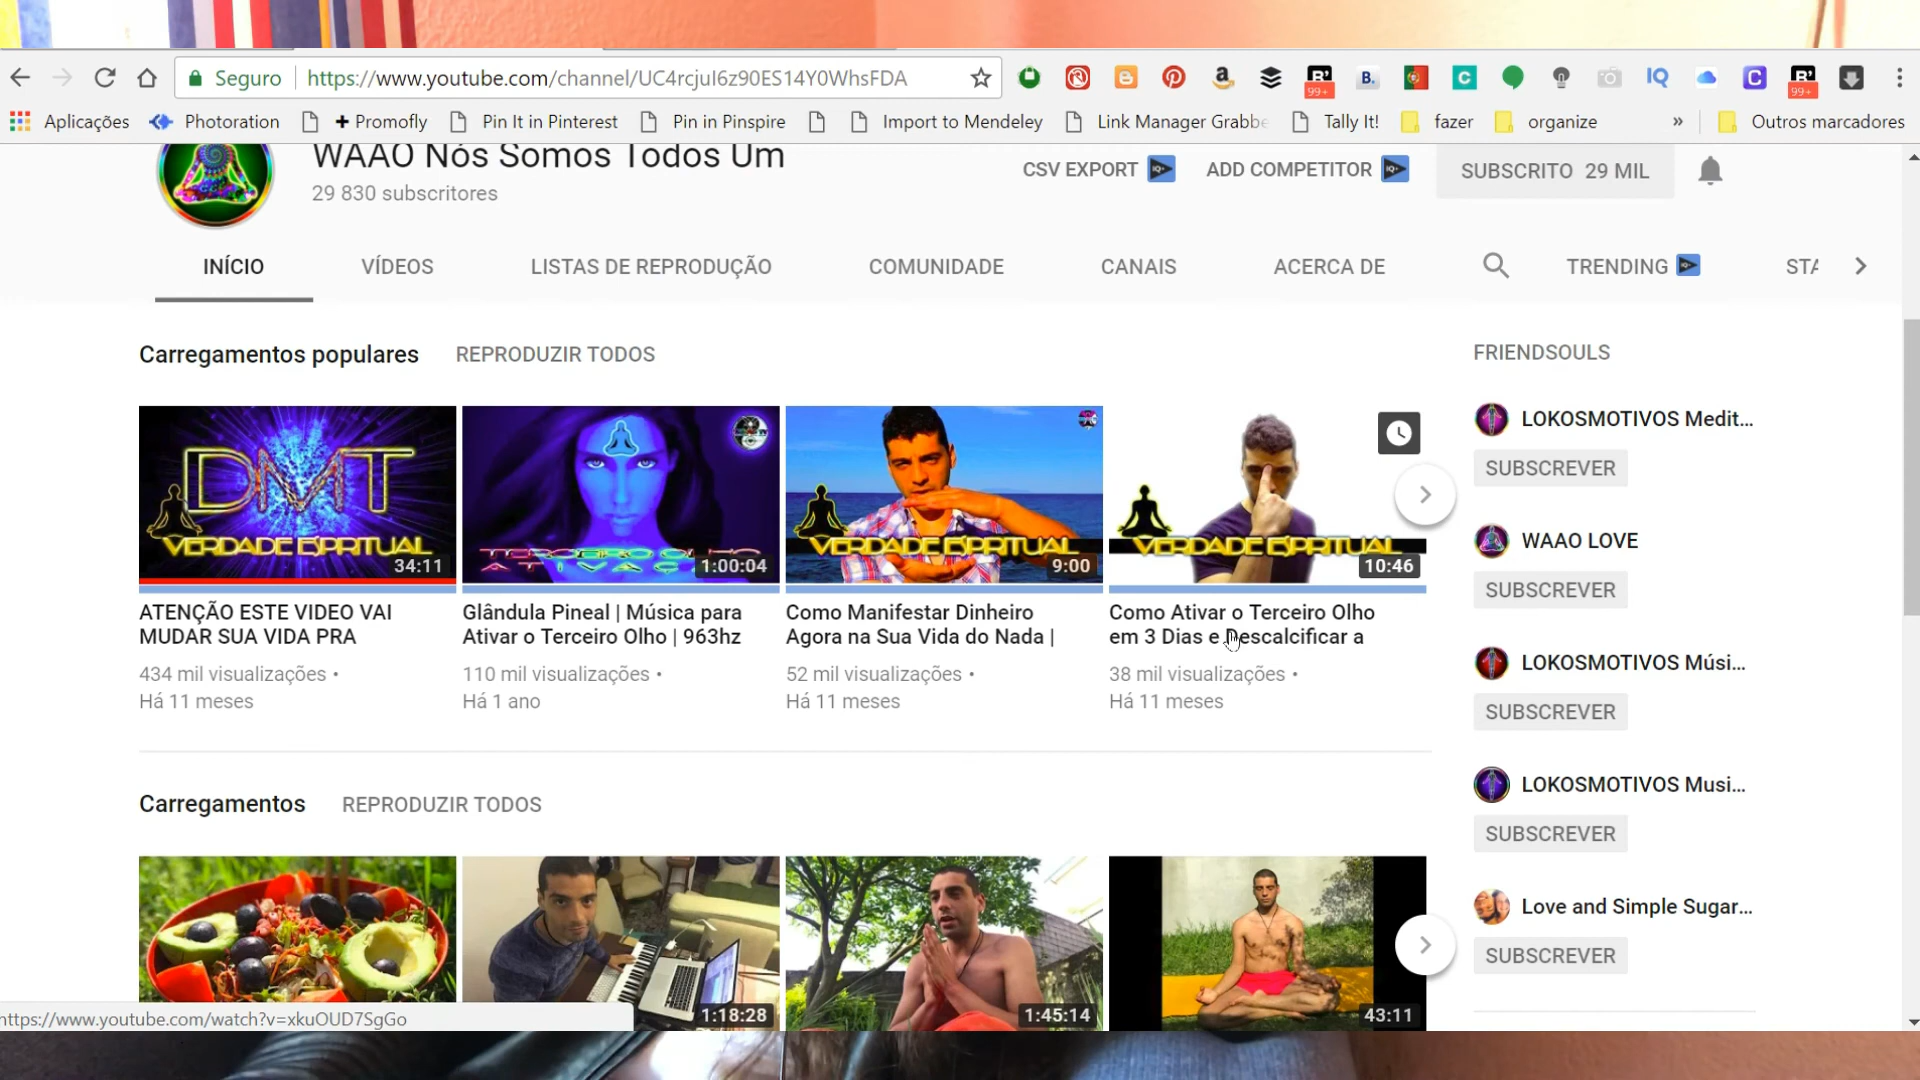 Seguro
https://www.youtube.com/channel/UC4rcjul6z90ES14Y0WhsFDA
99+
B.
C
IQ
C
99+
Aplicações
Photoration
+ Promofly
Pin It in Pinterest
Pin in Pinspire
Import to Mendeley
Link Manager Grabbe
Tally It!
fazer
organize
»
Outros marcadores
WAAO Nós Somos Todos Um
29 830 subscritores
CSV EXPORT
ADD COMPETITOR
SUBSCRITO 29 MIL
INÍCIO
VÍDEOS
LISTAS DE REPRODUÇÃO
COMUNIDADE
CANAIS
ACERCA DE
TRENDING
STA
Carregamentos populares
REPRODUZIR TODOS
DMT
VERDADE ESPRITUAL
34:11
TERCEIRO OLHO
1:00:04
VERDADE ESPRITUAL
9:00
VERDADE ESPRITUAL
10:46
ATENÇÃO ESTE VIDEO VAI
MUDAR SUA VIDA PRA
434 mil visualizações •
Há 11 meses
Glândula Pineal | Música para
Ativar o Terceiro Olho | 963hz
110 mil visualizações •
Há 1 ano
Como Manifestar Dinheiro
Agora na Sua Vida do Nada |
52 mil visualizações •
Há 11 meses
Como Ativar o Terceiro Olho
em 3 Dias e Descalcificar a
38 mil visualizações •
Há 11 meses
FRIENDSOULS
LOKOSMOTIVOS Medit...
SUBSCREVER
WAAO LOVE
SUBSCREVER
LOKOSMOTIVOS Músi...
SUBSCREVER
LOKOSMOTIVOS Musi...
SUBSCREVER
Love and Simple Sugar...
SUBSCREVER
Carregamentos
REPRODUZIR TODOS
1:18:28
1:45:14
43:11
https://www.youtube.com/watch?v=xkuOUD7SgGo